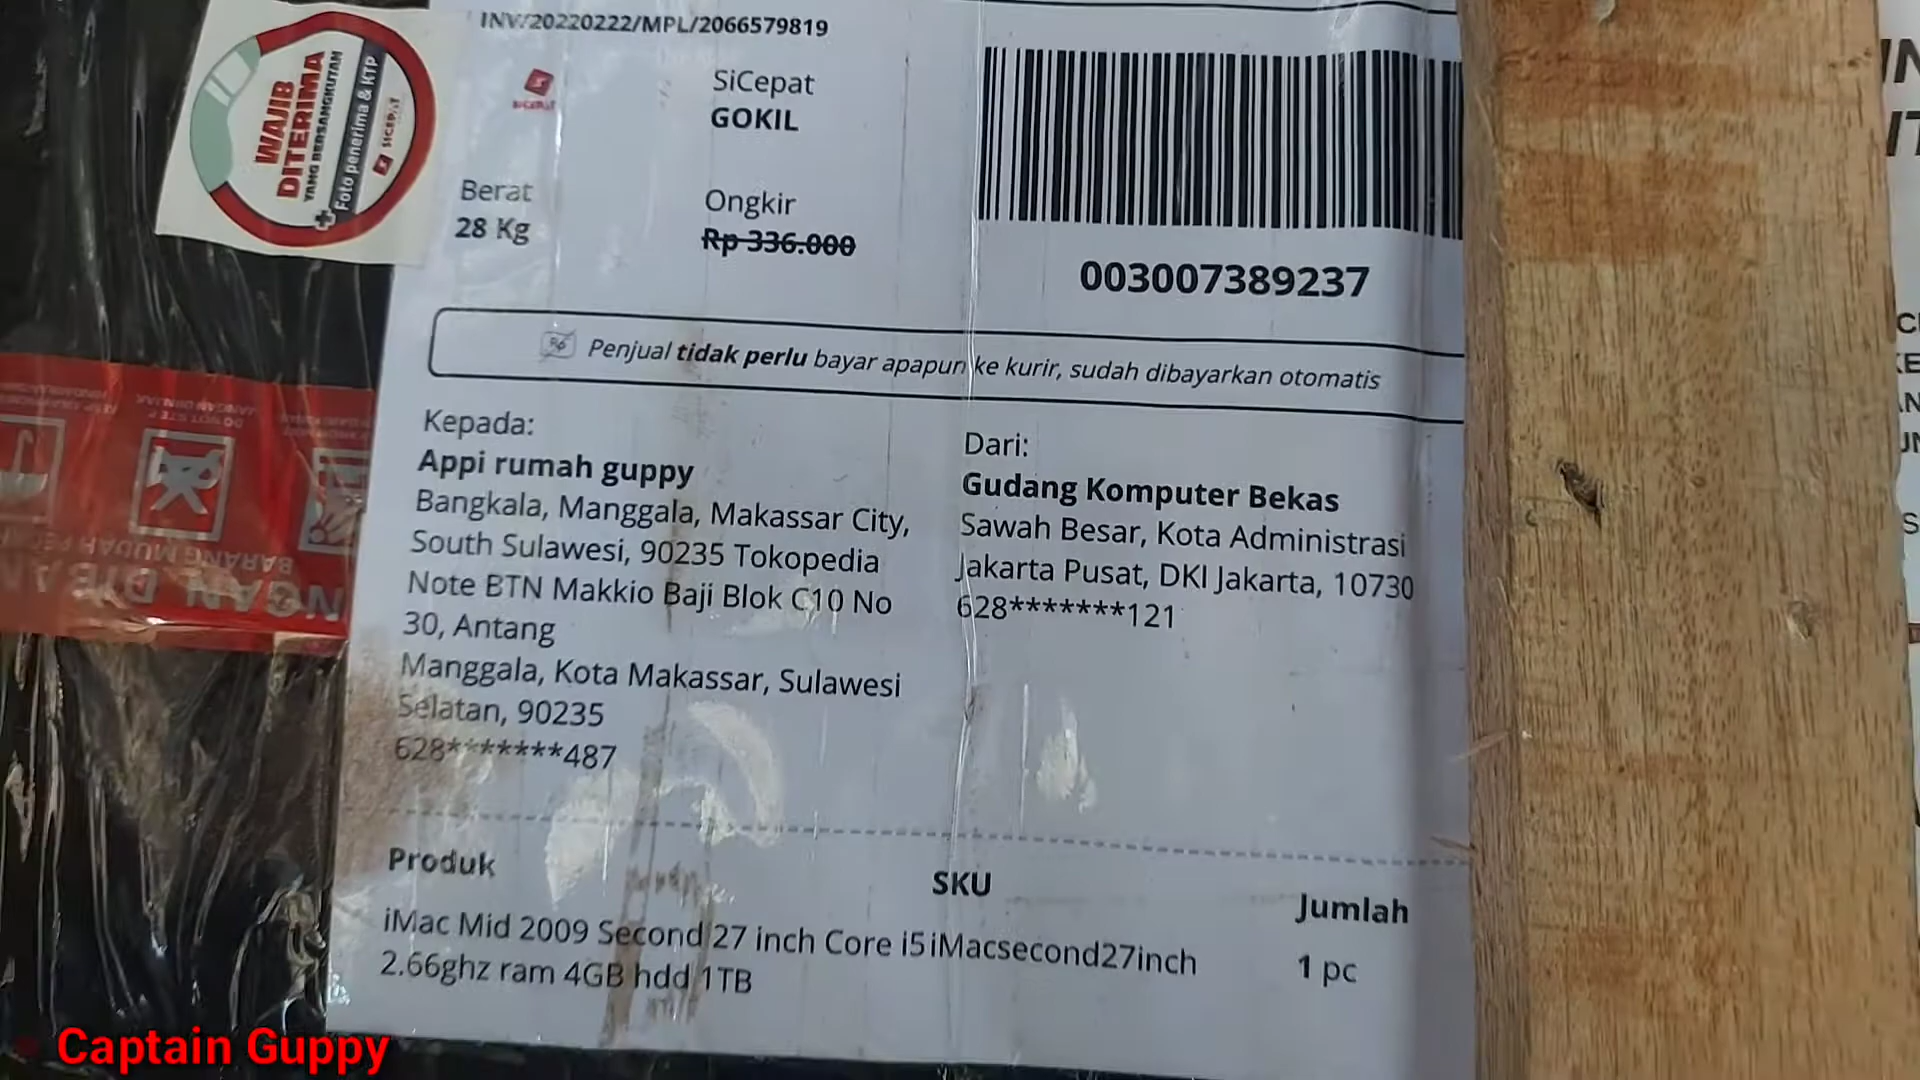 INV/20220222/MPL/2066579819
WAJIB
DITERIMA
YANG BERSANGKUTAN
+ Foto penerima & KTP
SICEPAT
SICEPAT
SiCepat
GOKIL
Berat
28 Kg
Ongkir
Rp 336.000
003007389237
Penjual tidak perlu bayar apapun ke kurir, sudah dibayarkan otomatis
Kepada:
Appi rumah guppy
Bangkala, Manggala, Makassar City,
South Sulawesi, 90235 Tokopedia
Note BTN Makkio Baji Blok C10 No
30, Antang
Manggala, Kota Makassar, Sulawesi
Selatan, 90235
628*******487
Dari:
Gudang Komputer Bekas
Sawah Besar, Kota Administrasi
Jakarta Pusat, DKI Jakarta, 10730
628*******121
BARANG MUDAH
Produk
SKU
Jumlah
iMac Mid 2009 Second 27 inch Core i5
2.66ghz ram 4GB hdd 1TB
iMacsecond27inch
1 pc
Captain Guppy